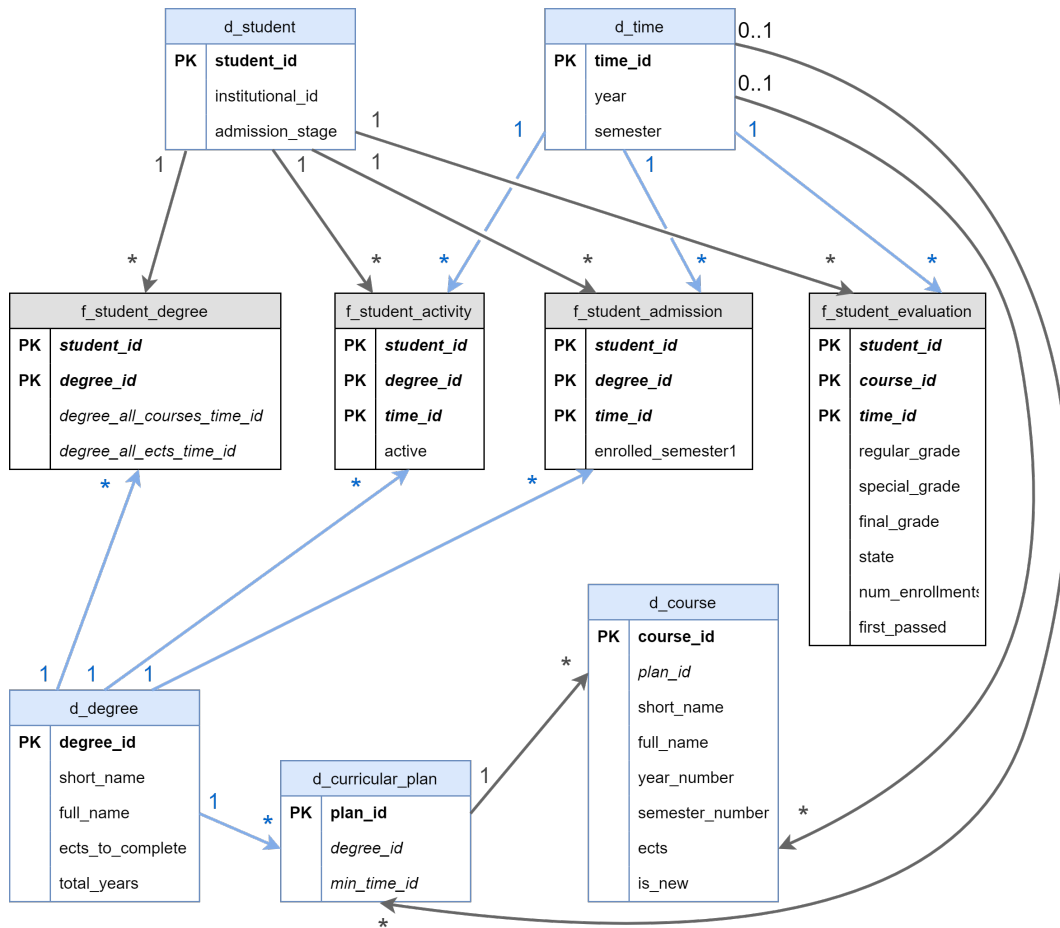 d_student
PK student_id
institutional_id
admission_stage
d_time
PK time_id
year
semester
0..1
0..1
1
1
1
1
1
1
1
*
*
*
*
*
*
*
f_student_degree
PK student_id
PK degree_id
degree_all_courses_time_id
degree_all_ects_time_id
f_student_activity
PK student_id
PK degree_id
PK time_id
active
f_student_admission
PK student_id
PK degree_id
PK time_id
enrolled_semester1
f_student_evaluation
PK student_id
PK course_id
PK time_id
regular_grade
special_grade
final_grade
state
num_enrollments
first_passed
*
*
*
1
1
1
d_degree
PK degree_id
short_name
full_name
ects_to_complete
total_years
1
*
d_curricular_plan
PK plan_id
degree_id
min_time_id
1
*
*
d_course
PK course_id
plan_id
short_name
full_name
year_number
semester_number
ects
is_new
*